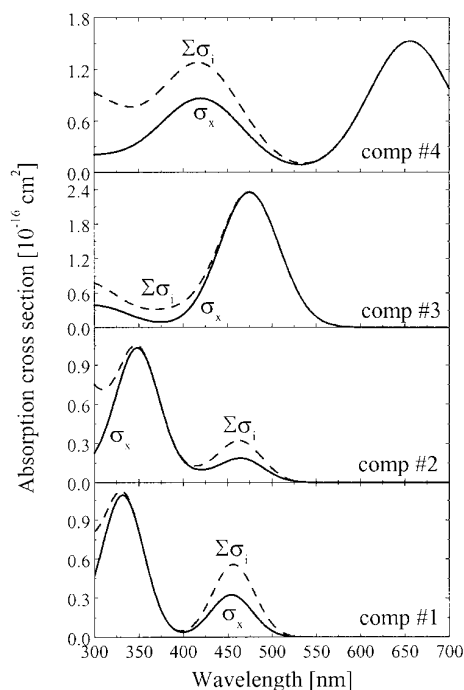 Absorption cross section [10⁻¹⁶ cm²]
1.8
1.2
0.6
0.0
Σσi
σx
comp #4
2.4
1.8
1.2
0.6
0.0
Σσi
σx
comp #3
0.9
0.6
0.3
0.0
σx
Σσi
comp #2
0.9
0.6
0.3
0.0
Σσi
σx
comp #1
300 350 400 450 500 550 600 650 700
Wavelength [nm]